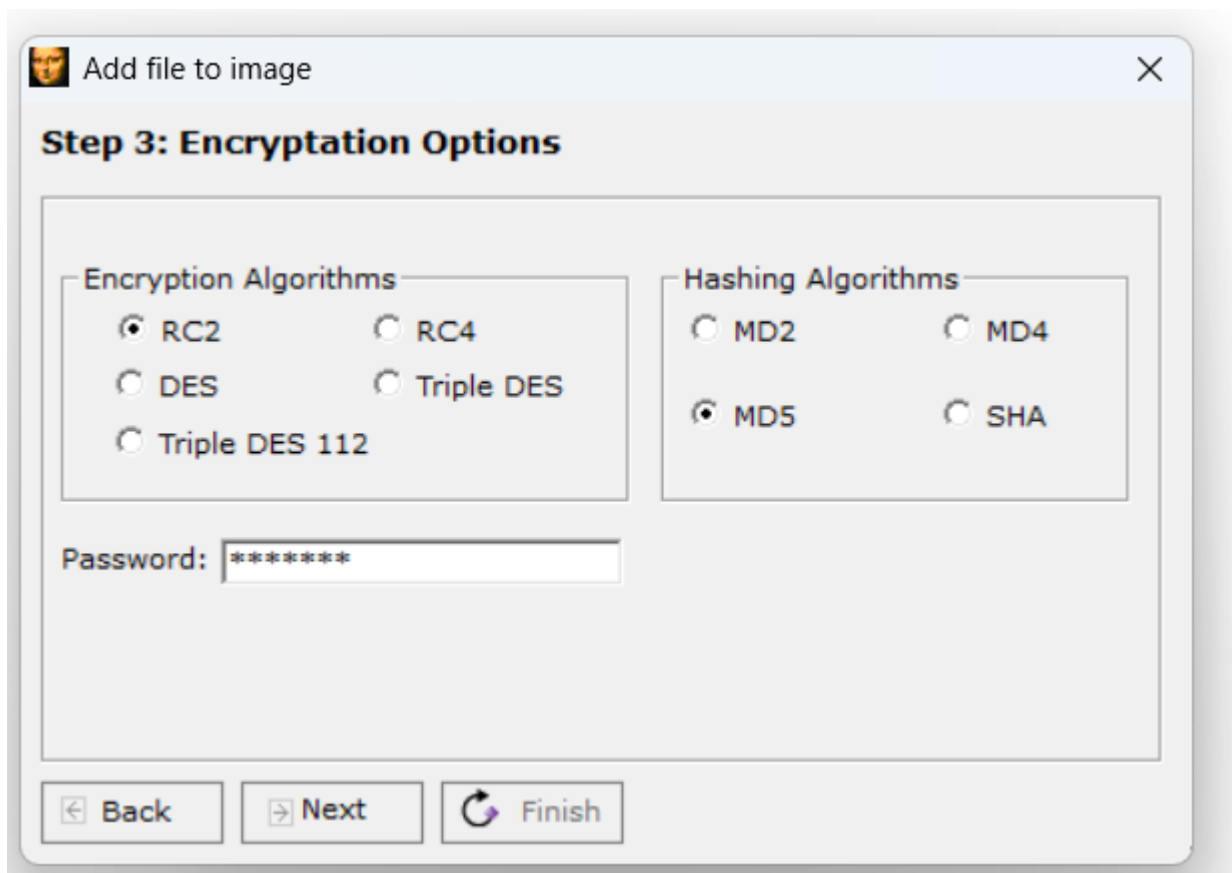 Add file to image
Step 3: Encryptation Options
Encryption Algorithms
RC2 RC4
DES Triple DES
Triple DES 112
Hashing Algorithms
MD2 MD4
MD5 SHA
Password: *******
Back Next Finish